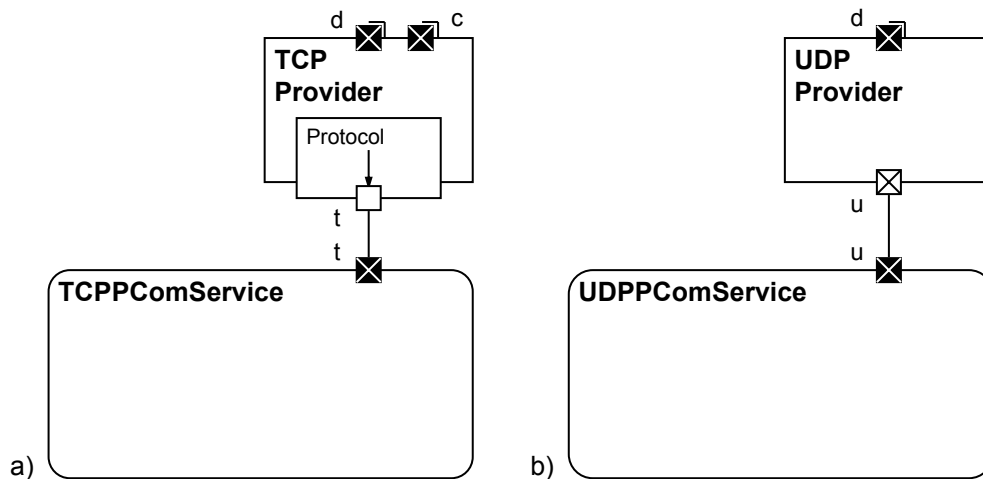 d c
TCP
Provider
Protocol
t
t
TCPPComService
a)
d
UDP
Provider
u
u
UDPPComService
b)